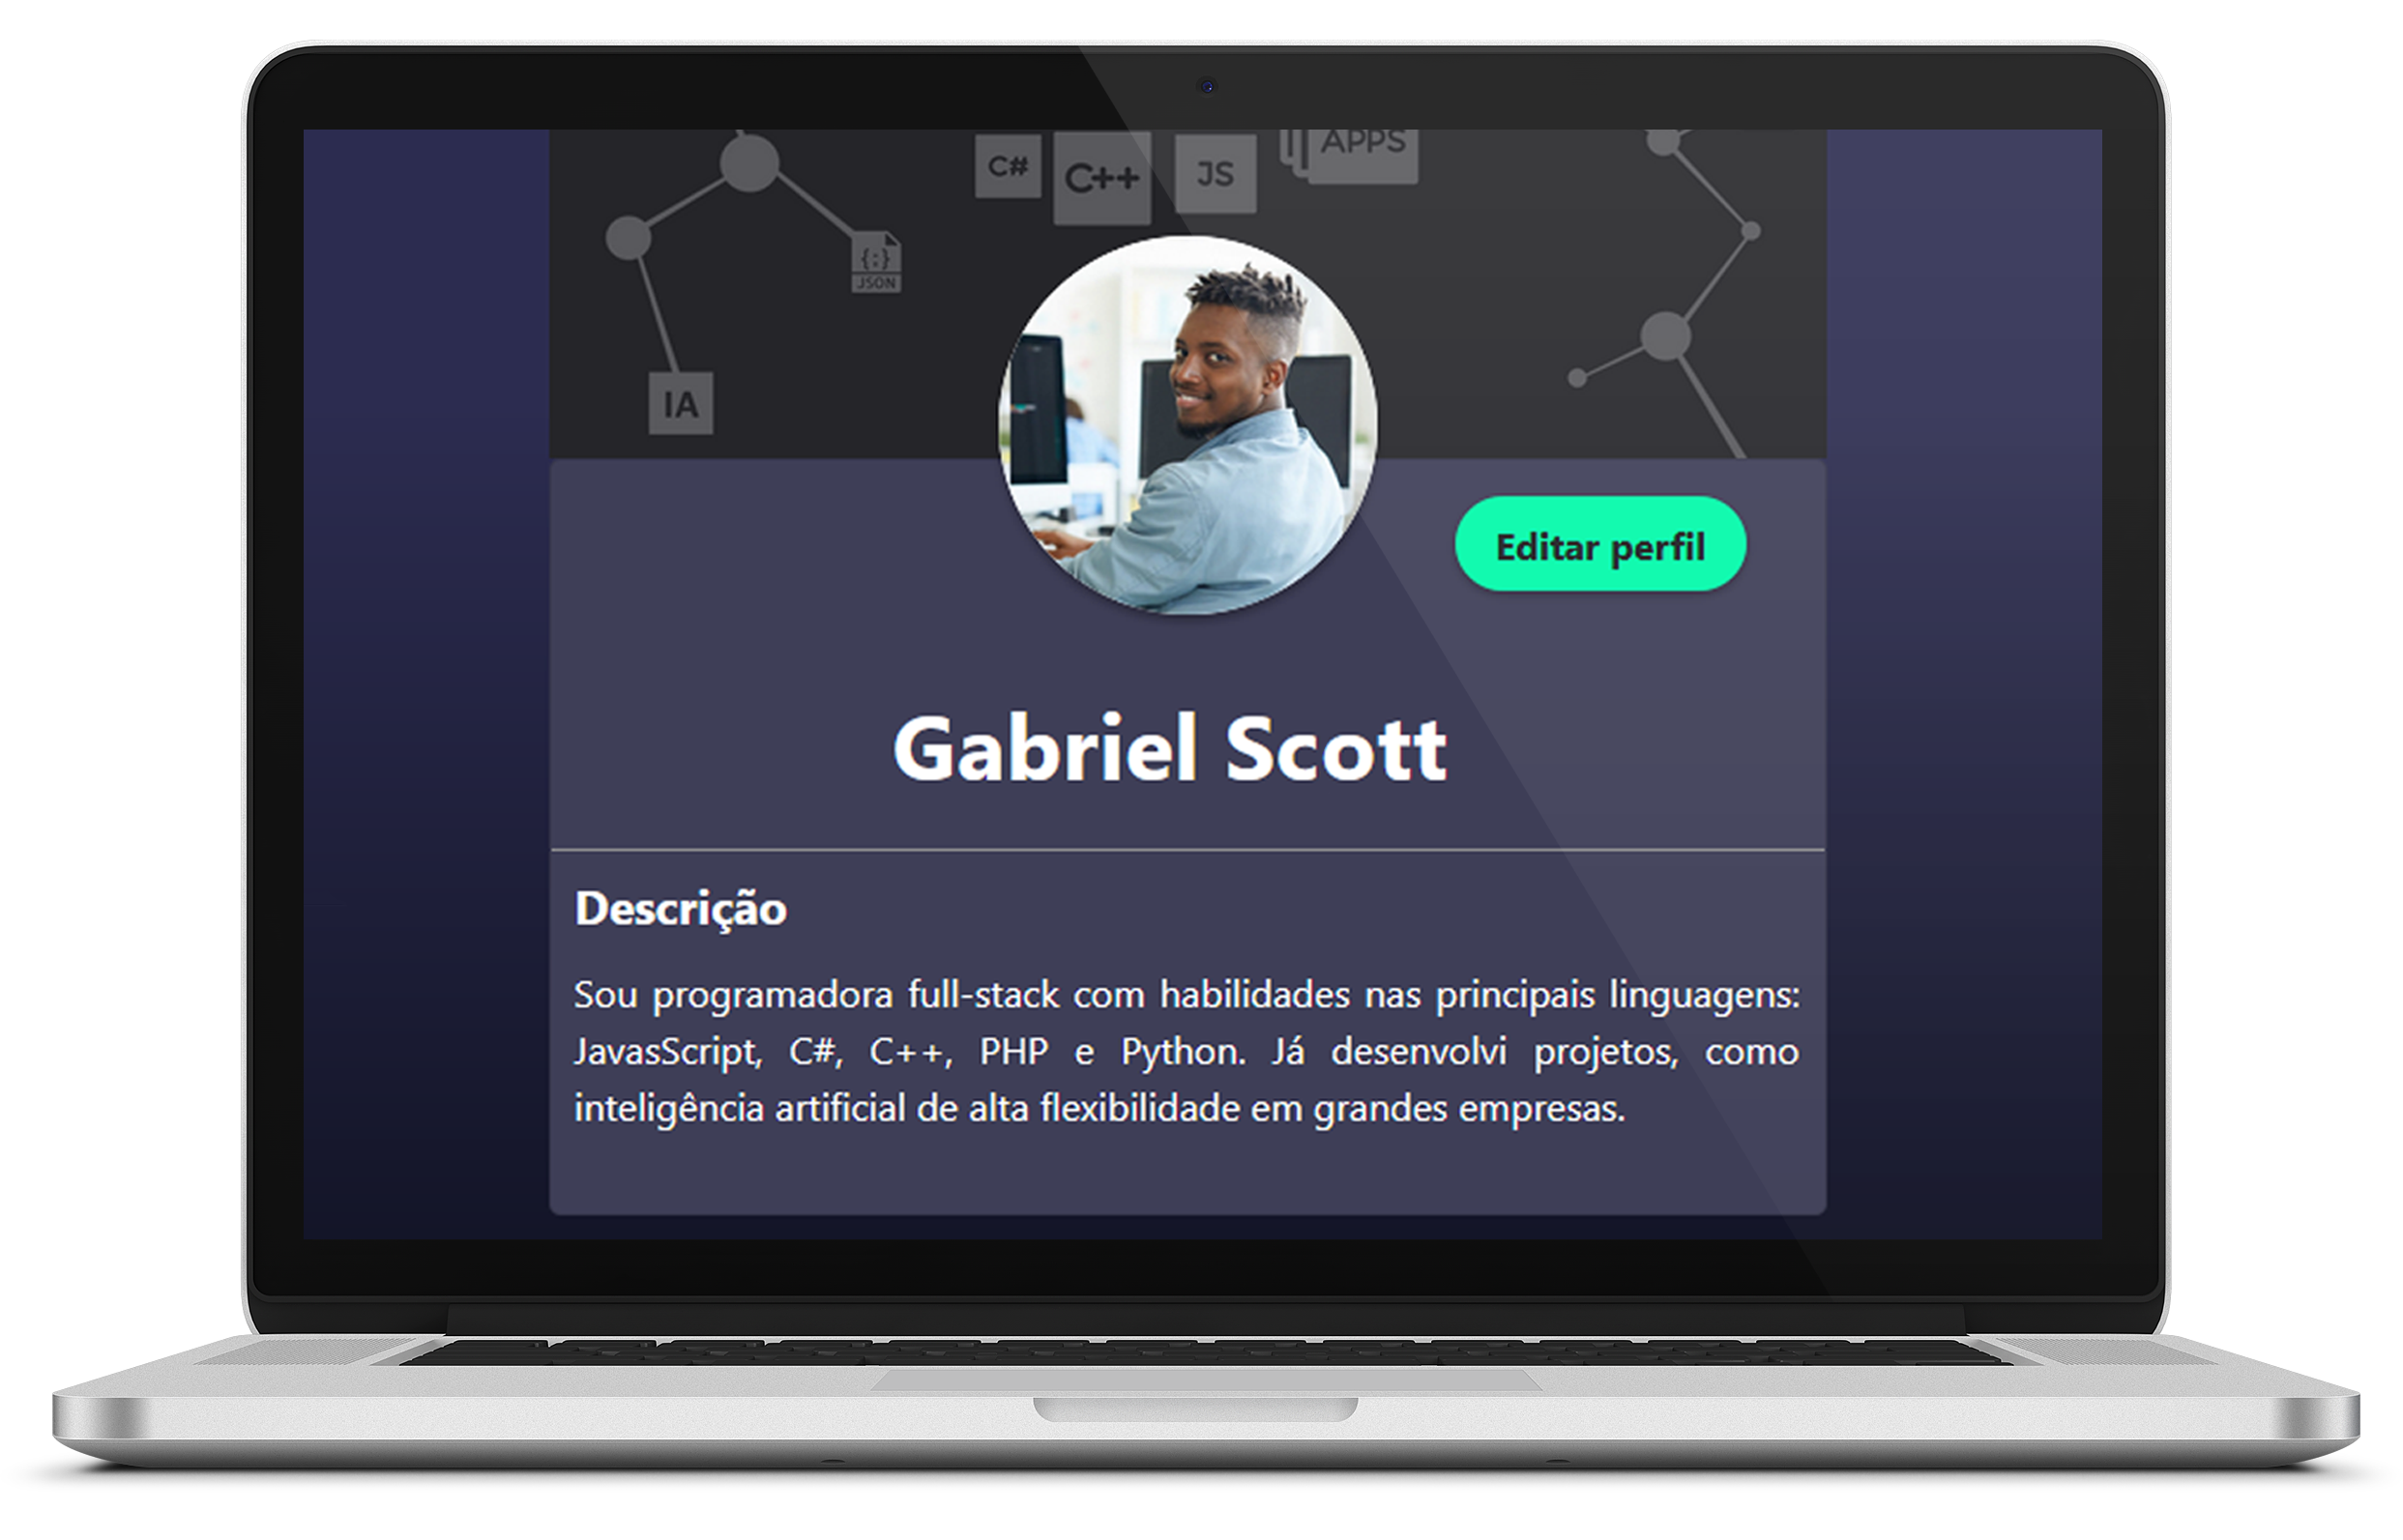 C#
C++
JS
APPS
{:}
JSON
IA
Editar perfil
Gabriel Scott
Descrição
Sou programadora full-stack com habilidades nas principais linguagens:
JavasScript, C#, C++, PHP e Python. Já desenvolvi projetos, como
inteligência artificial de alta flexibilidade em grandes empresas.